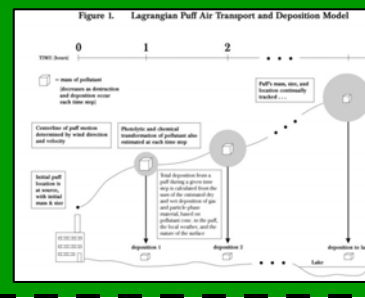 Figure 1. Lagrangian Puff Air Transport and Deposition Model
0 1 2
TIME (hours)
= mass of pollutant
(decreases as destruction
and deposition occur
each time step)
Puff's mass, size, and
location continually
tracked . . .
Centerline of puff motion
determined by wind direction
and velocity
Photolytic and chemical
transformation of pollutant also
estimated at each time step
Initial puff
location is
at source,
with initial
mass & size
Total deposition from a
puff during a given time
step is calculated from the
sum of the estimated dry
and wet deposition of gas
and particle-phase
material, based on
pollutant conc. in the puff,
the local weather, and the
nature of the surface
deposition 1
deposition 2
deposition to la
Lake